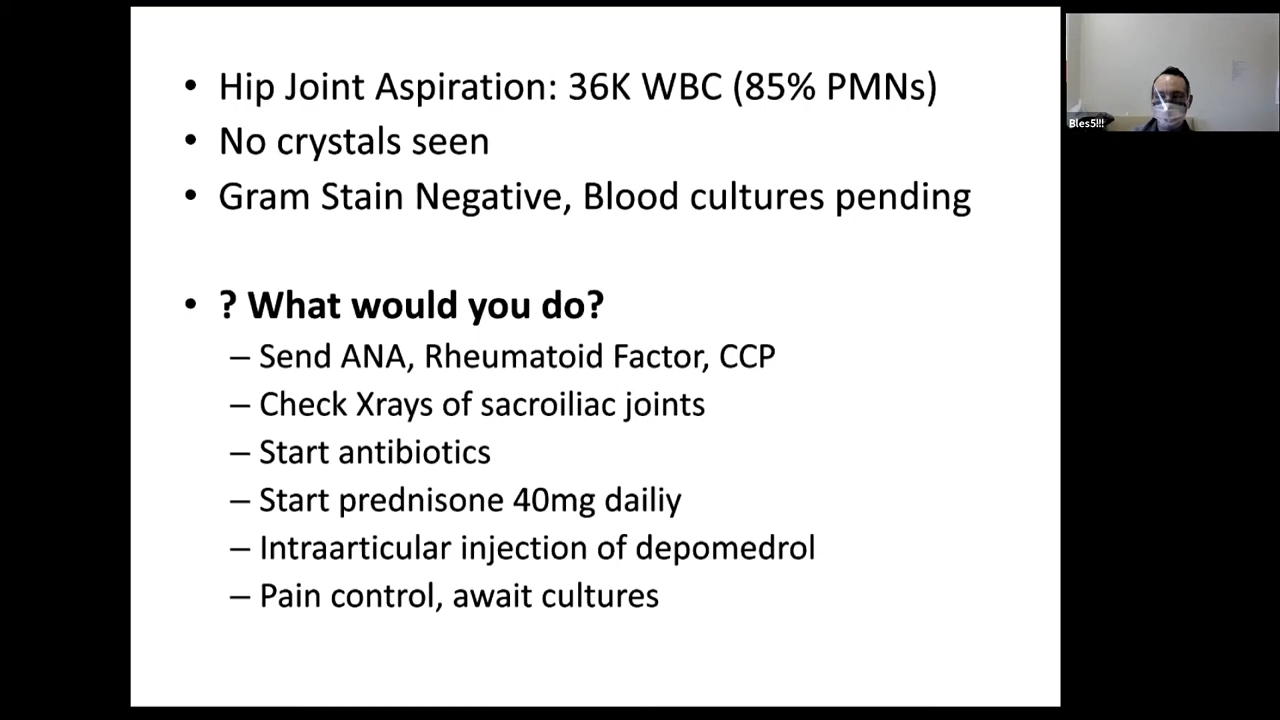 • Hip Joint Aspiration: 36K WBC (85% PMNs)
• No crystals seen
• Gram Stain Negative, Blood cultures pending
• ? What would you do?
– Send ANA, Rheumatoid Factor, CCP
– Check Xrays of sacroiliac joints
– Start antibiotics
– Start prednisone 40mg dailiy
– Intraarticular injection of depomedrol
– Pain control, await cultures
Bles5!!!